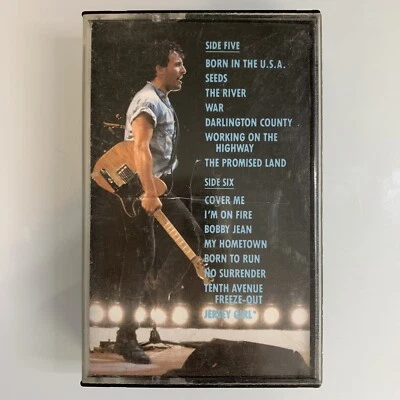 SIDE FIVE
BORN IN THE U.S.A.
SEEDS
THE RIVER
WAR
DARLINGTON COUNTY
WORKING ON THE
HIGHWAY
THE PROMISED LAND
SIDE SIX
COVER ME
I'M ON FIRE
BOBBY JEAN
MY HOMETOWN
BORN TO RUN
NO SURRENDER
TENTH AVENUE
FREEZE-OUT
JERSEY GIRL*